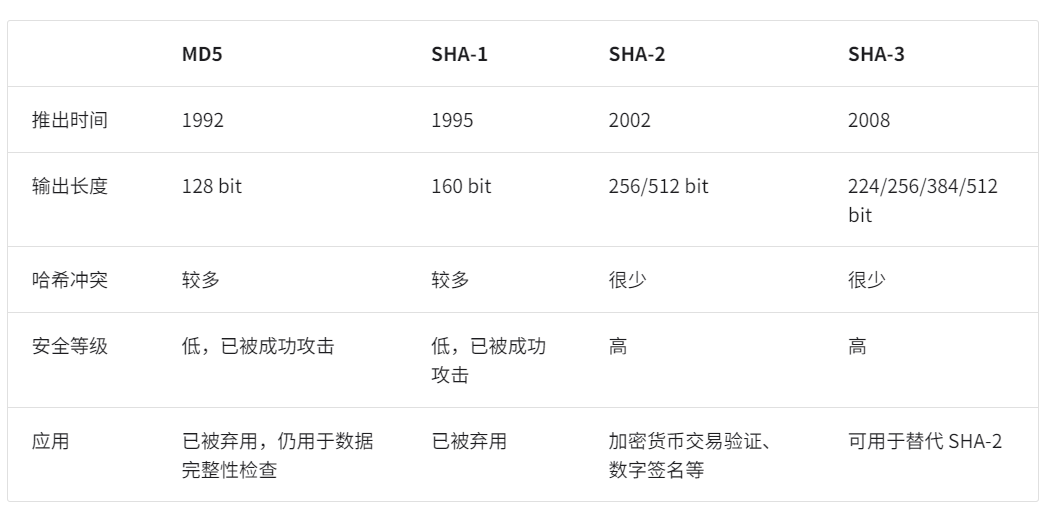 MD5 SHA-1 SHA-2 SHA-3
推出时间 1992 1995 2002 2008
输出长度 128 bit 160 bit 256/512 bit 224/256/384/512
bit
哈希冲突 较多 较多 很少 很少
安全等级 低，已被成功攻击 低，已被成功 高 高
攻击
应用 已被弃用，仍用于数据 已被弃用 加密货币交易验证、 可用于替代 SHA-2
完整性检查 数字签名等